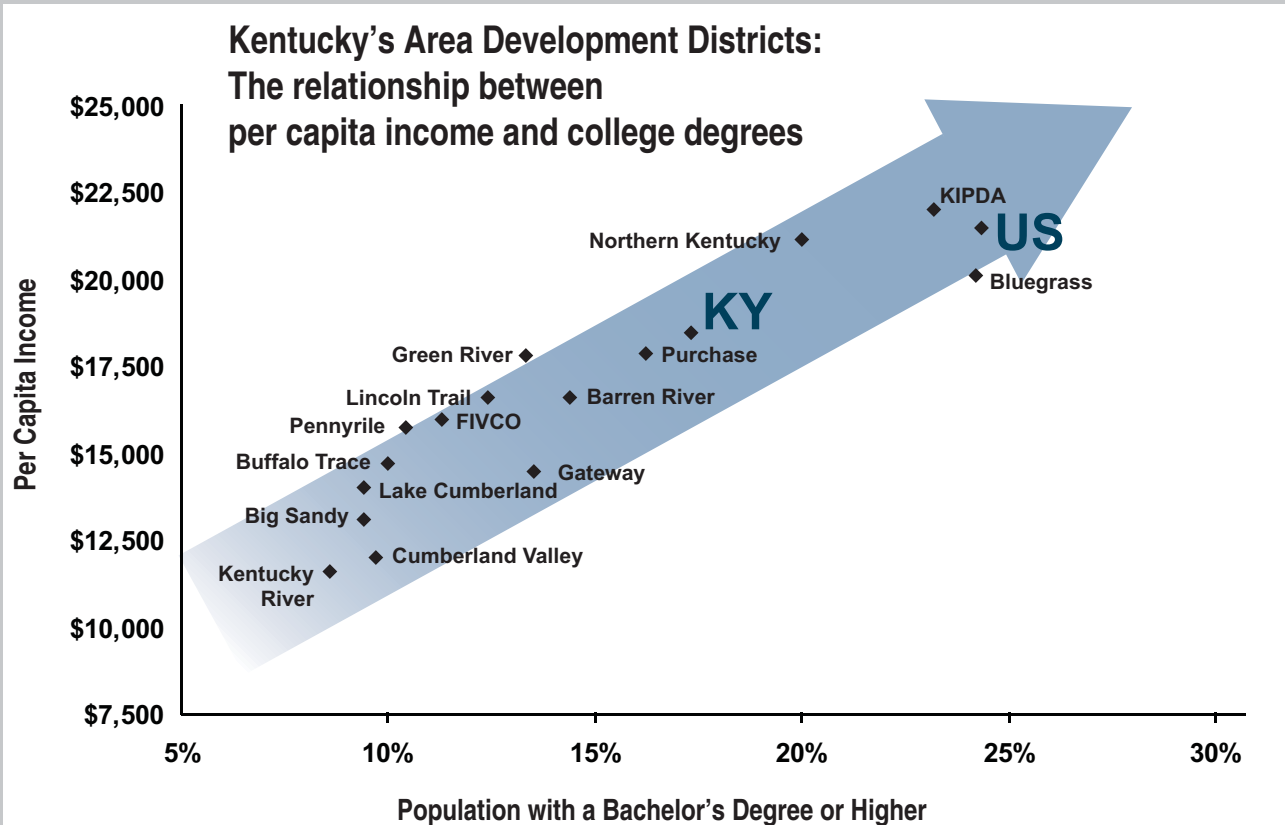 Kentucky's Area Development Districts:
The relationship between
per capita income and college degrees
Per Capita Income
$25,000
$22,500
$20,000
$17,500
$15,000
$12,500
$10,000
$7,500
KIPDA
US
Northern Kentucky
Bluegrass
KY
Green River
Purchase
Lincoln Trail
Barren River
FIVCO
Pennyrile
Buffalo Trace
Gateway
Lake Cumberland
Big Sandy
Cumberland Valley
Kentucky
River
5%
10%
15%
20%
25%
30%
Population with a Bachelor's Degree or Higher